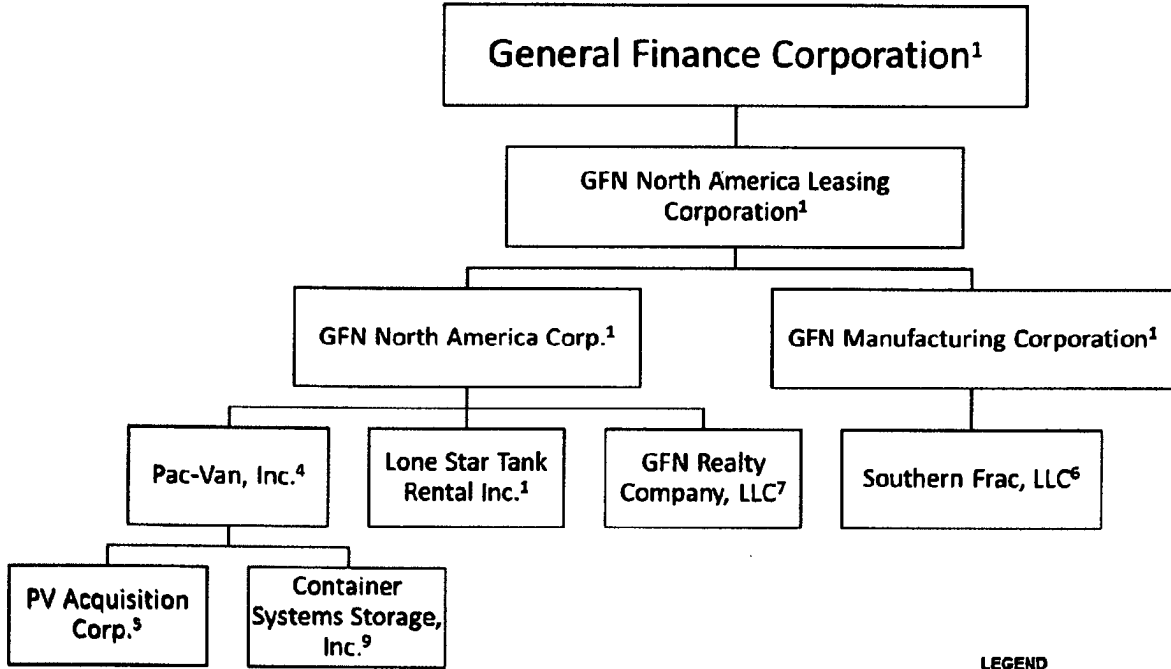 General Finance Corporation¹
GFN North America Leasing
Corporation¹
GFN North America Corp.¹
GFN Manufacturing Corporation¹
Pac-Van, Inc.⁴
Lone Star Tank
Rental Inc.¹
GFN Realty
Company, LLC⁷
Southern Frac, LLC⁶
PV Acquisition
Corp.⁵
Container
Systems Storage,
Inc.⁹
LEGEND